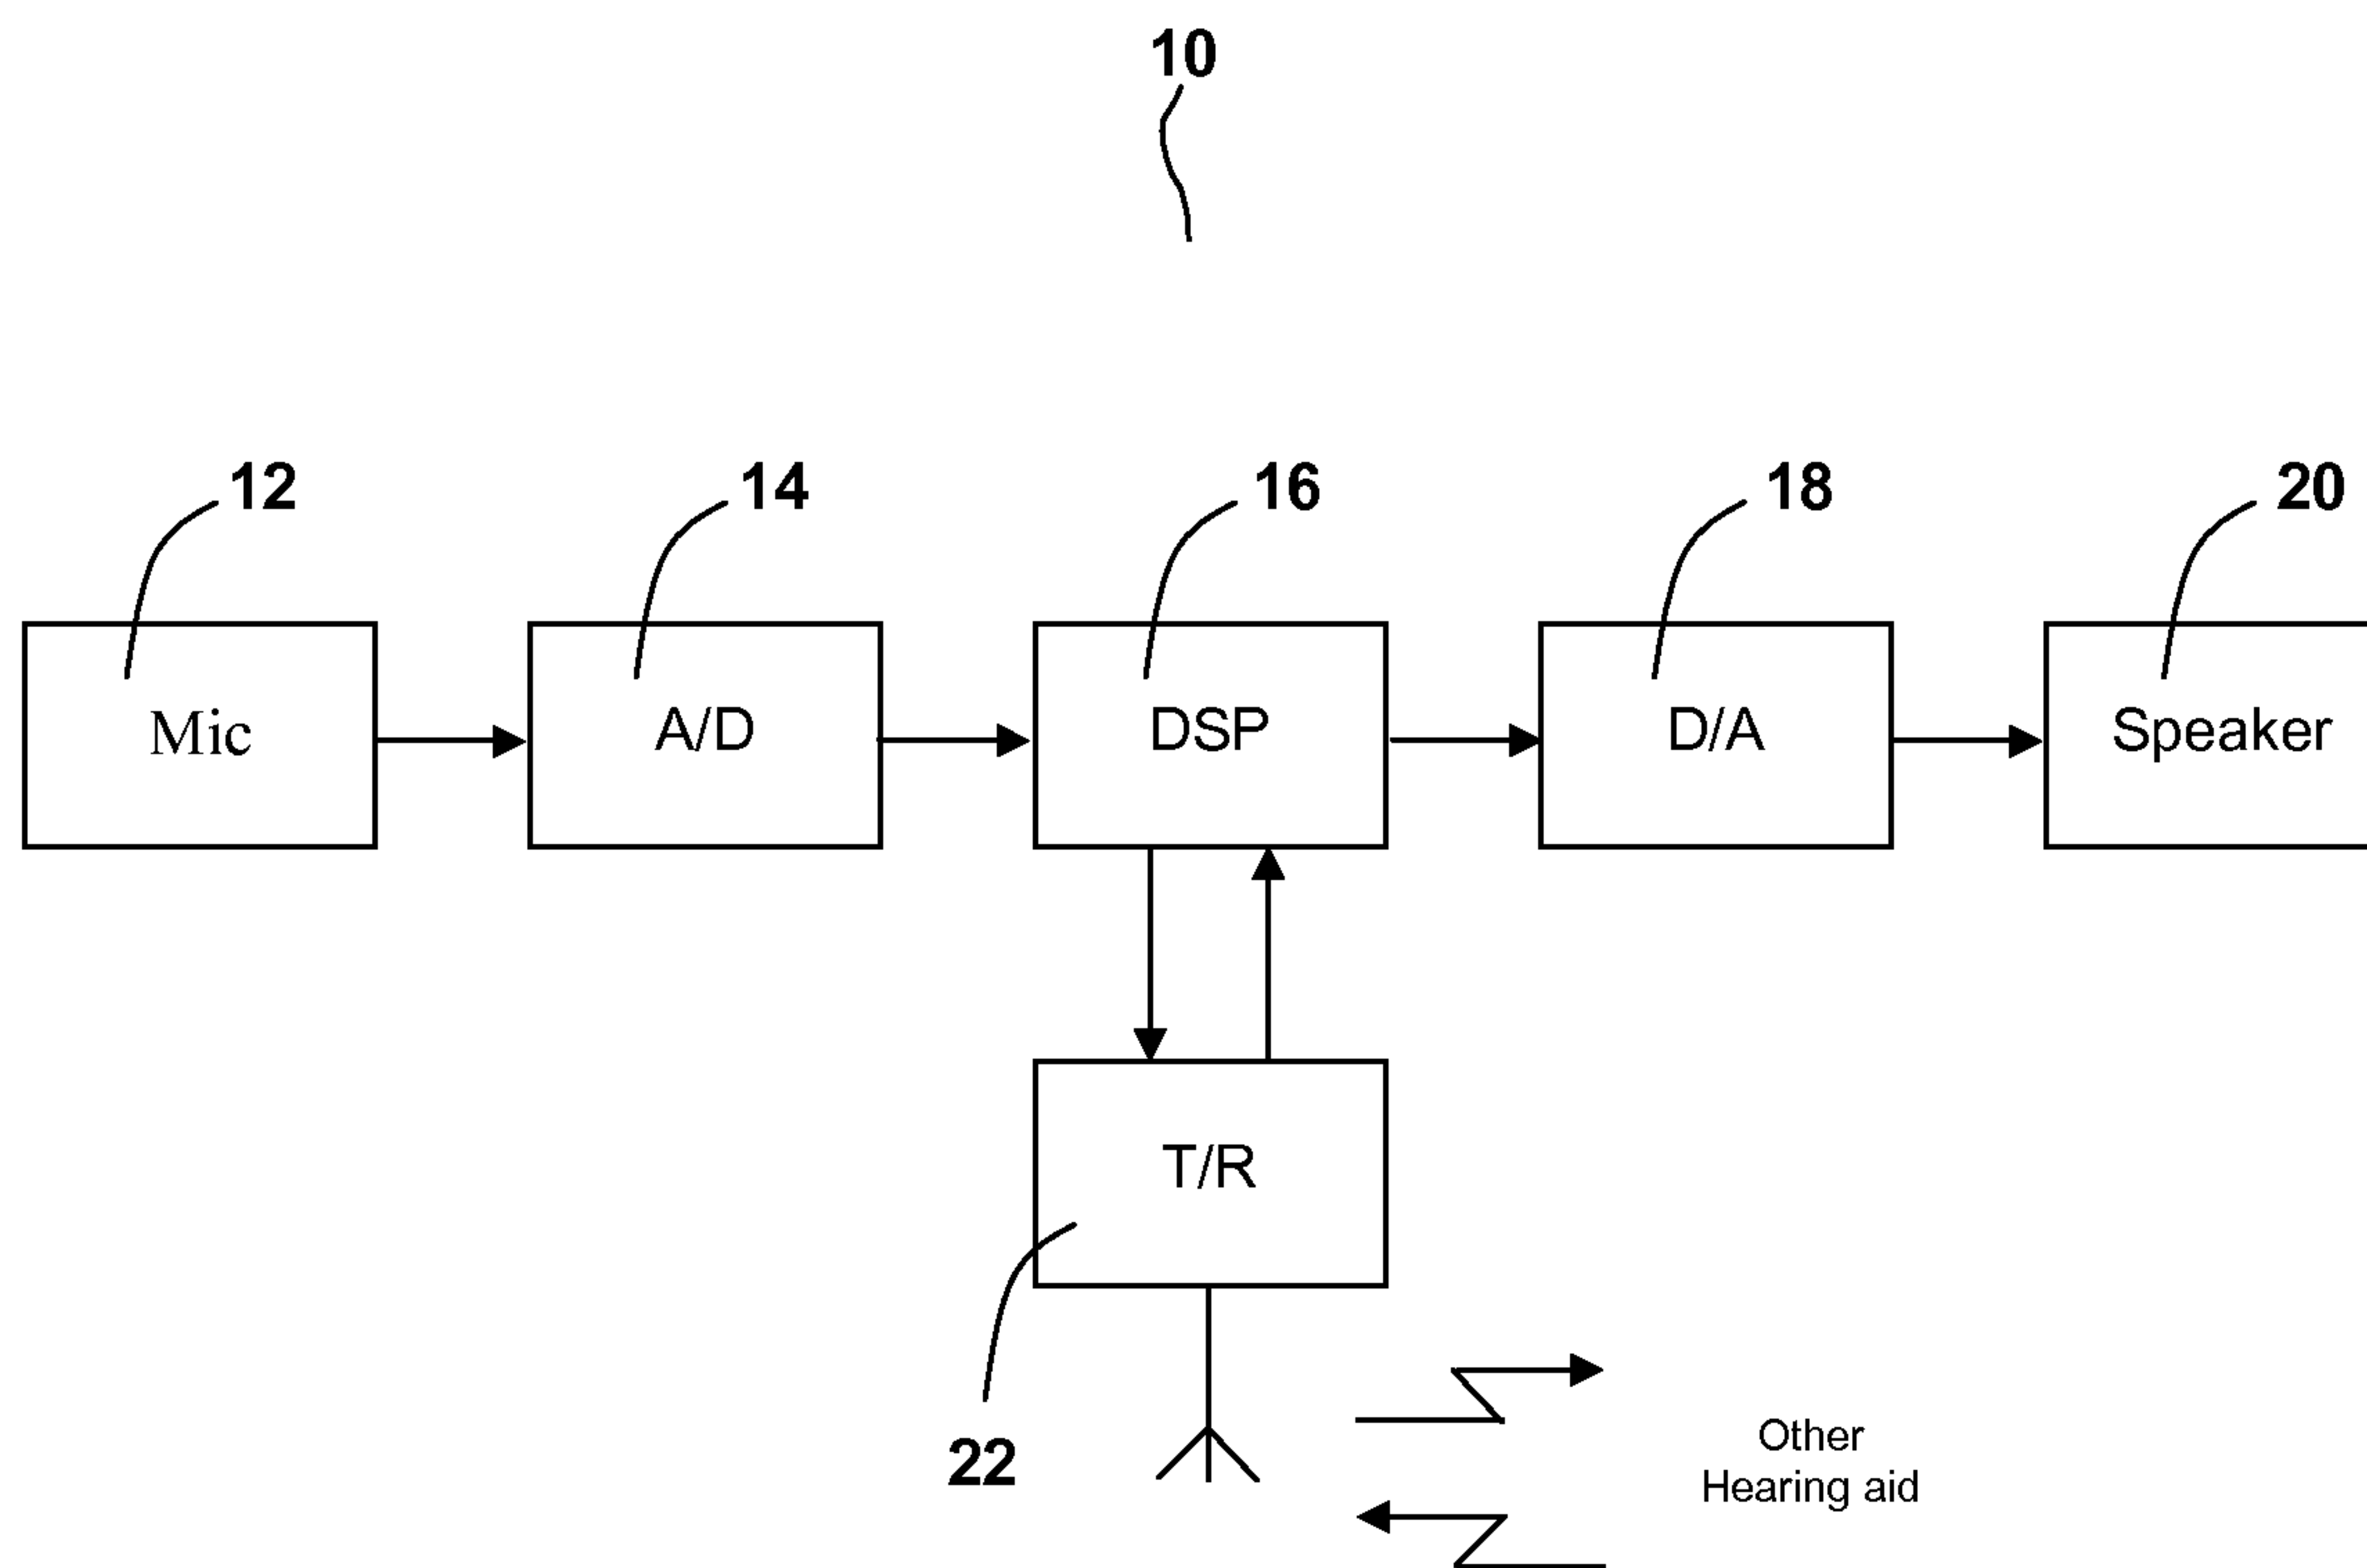 10
12
14
16
18
20
Mic
A/D
DSP
D/A
Speaker
T/R
22
Other
Hearing aid